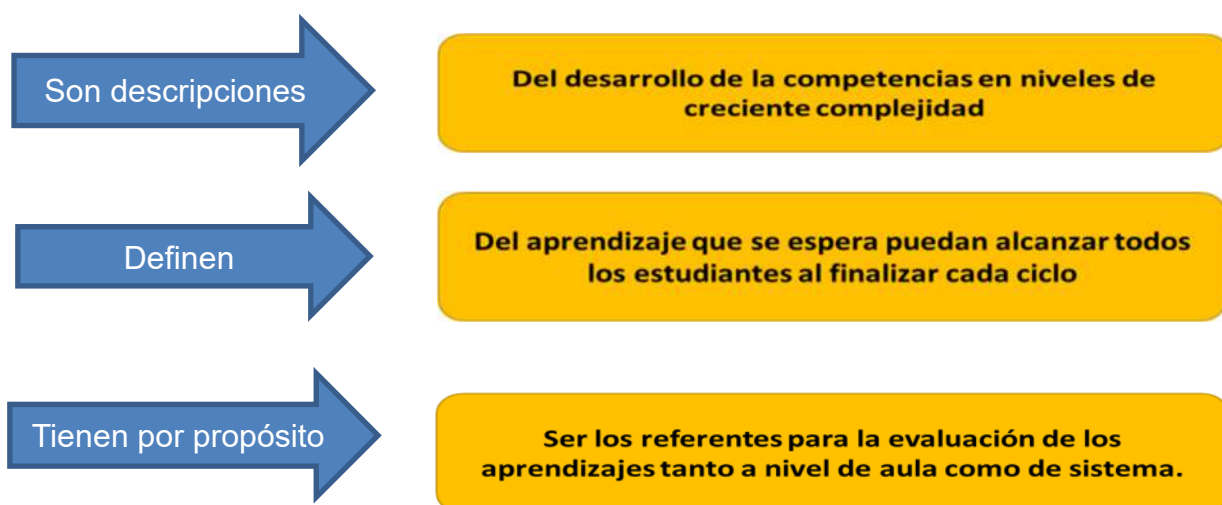 Son descripciones
Del desarrollo de la competencias en niveles de
creciente complejidad
Definen
Del aprendizaje que se espera puedan alcanzar todos
los estudiantes al finalizar cada ciclo
Tienen por propósito
Ser los referentes para la evaluación de los
aprendizajes tanto a nivel de aula como de sistema.